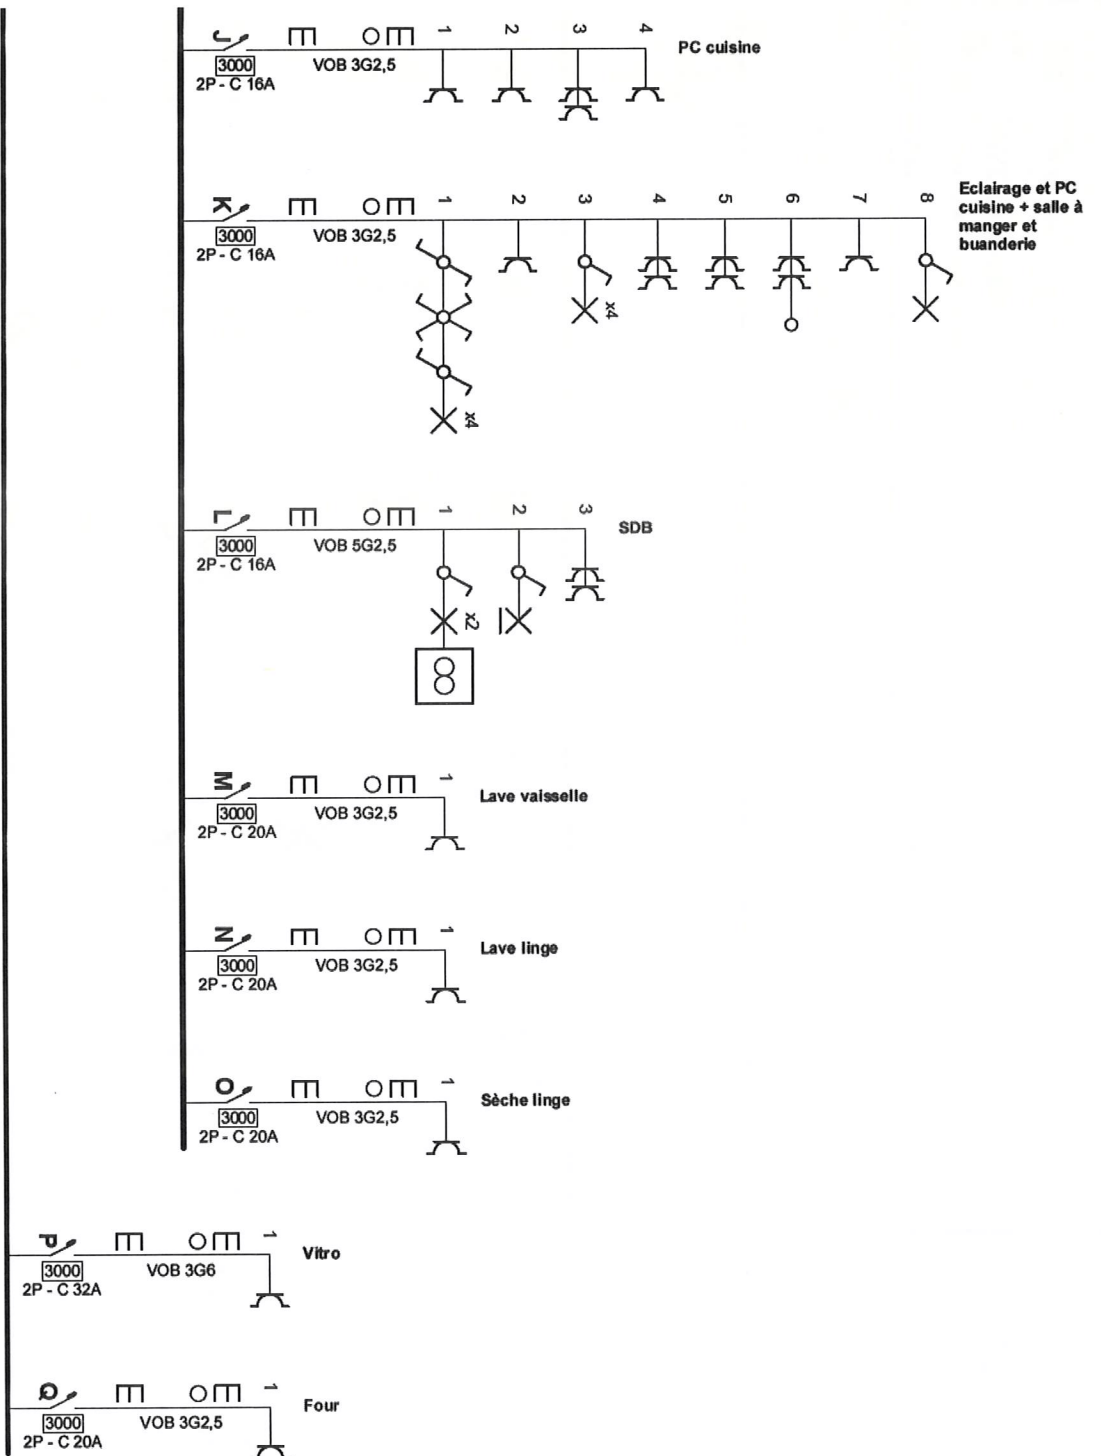 J
1 2 3 4
PC cuisine
3000
VOB 3G2,5
2P - C 16A
K
1 2 3 4 5 6 7 8
Eclairage et PC
cuisine + salle à
manger et
buanderie
3000
VOB 3G2,5
2P - C 16A
x4
x4
L
1 2 3
SDB
3000
VOB 5G2,5
2P - C 16A
x2
M
1
Lave vaisselle
3000
VOB 3G2,5
2P - C 20A
N
1
Lave linge
3000
VOB 3G2,5
2P - C 20A
O
1
Sèche linge
3000
VOB 3G2,5
2P - C 20A
P
1
Vitro
3000
VOB 3G6
2P - C 32A
Q
1
Four
3000
VOB 3G2,5
2P - C 20A